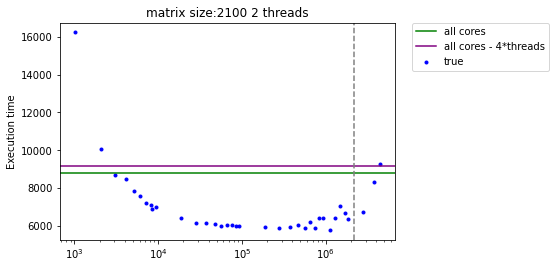 matrix size:2100 2 threads
all cores
all cores - 4*threads
true
Execution time
16000
14000
12000
10000
8000
6000
10³
10⁴
10⁵
10⁶